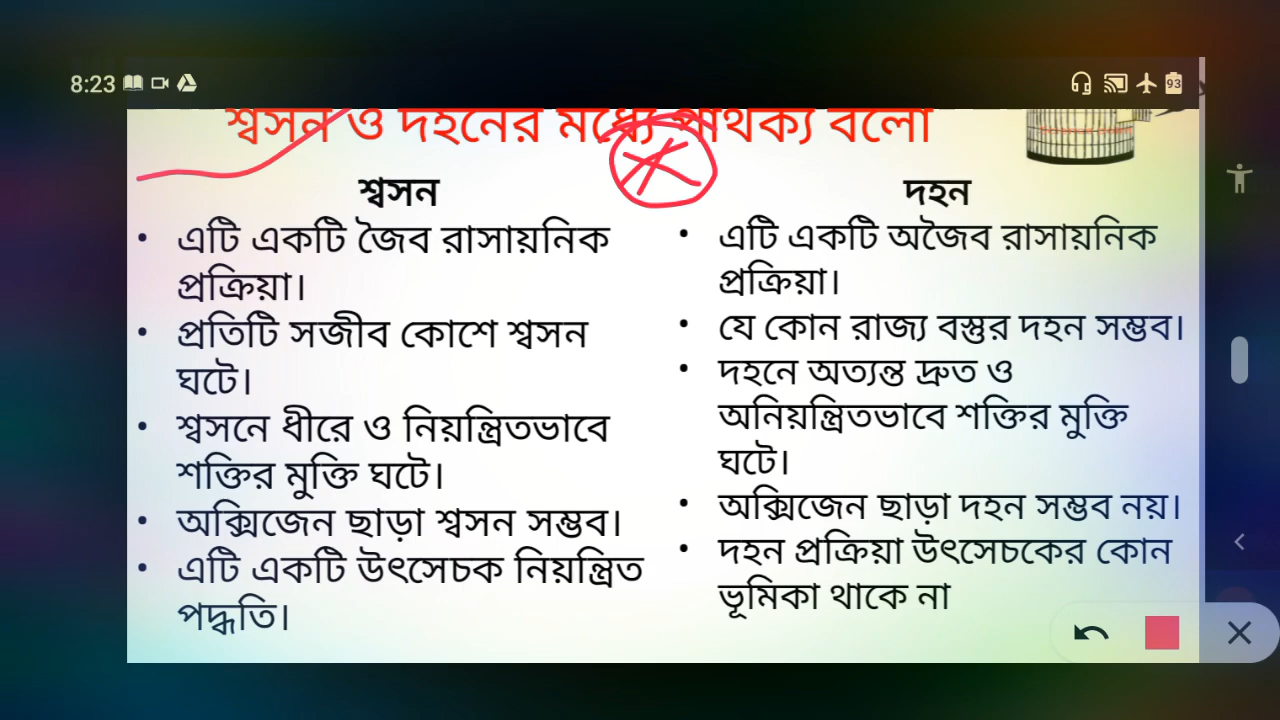 8:23
93
শ্বসন ও দহনের মধ্যে পার্থক্য বলো
শ্বসন
• এটি একটি জৈব রাসায়নিক
প্রক্রিয়া।
• প্রতিটি সজীব কোশে শ্বসন
ঘটে।
• শ্বসনে ধীরে ও নিয়ন্ত্রিতভাবে
শক্তির মুক্তি ঘটে।
• অক্সিজেন ছাড়া শ্বসন সম্ভব।
• এটি একটি উৎসেচক নিয়ন্ত্রিত
পদ্ধতি।
দহন
• এটি একটি অজৈব রাসায়নিক
প্রক্রিয়া।
• যে কোন রাজ্য বস্তুর দহন সম্ভব।
• দহনে অত্যন্ত দ্রুত ও
অনিয়ন্ত্রিতভাবে শক্তির মুক্তি
ঘটে।
• অক্সিজেন ছাড়া দহন সম্ভব নয়।
• দহন প্রক্রিয়া উৎসেচকের কোন
ভূমিকা থাকে না